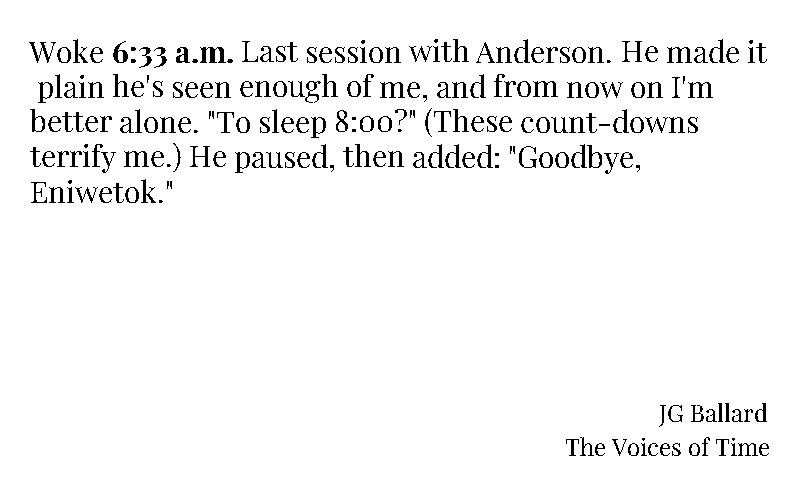 Woke 6:33 a.m. Last session with Anderson. He made it
plain he's seen enough of me, and from now on I'm
better alone. "To sleep 8:00?" (These count-downs
terrify me.) He paused, then added: "Goodbye,
Eniwetok."
JG Ballard
The Voices of Time